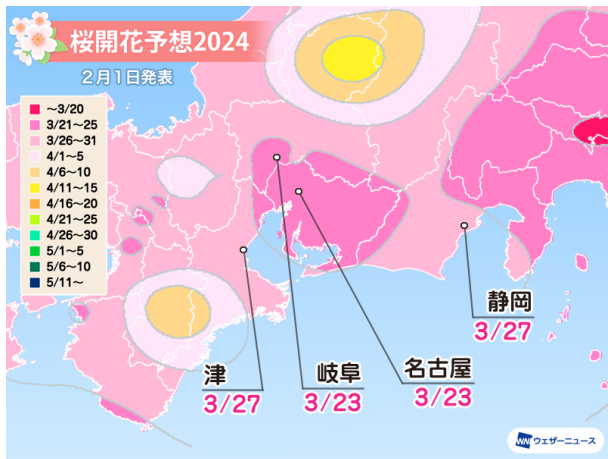 桜開花予想2024
2月1日発表
～3/20
3/21～25
3/26～31
4/1～5
4/6～10
4/11～15
4/16～20
4/21～25
4/26～30
5/1～5
5/6～10
5/11～
静岡
3/27
名古屋
3/23
岐阜
3/23
津
3/27
WN ウェザーニュース